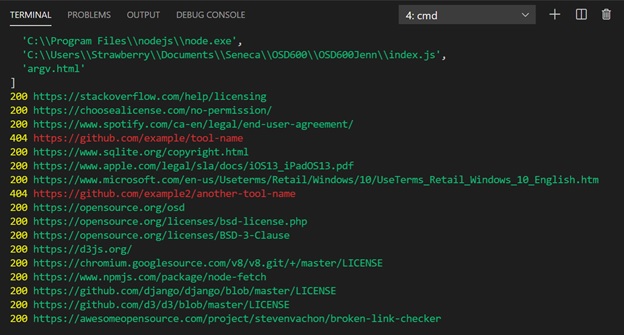 TERMINAL PROBLEMS OUTPUT DEBUG CONSOLE 4: cmd
'C:\\Program Files\\nodejs\\node.exe',
'C:\\Users\\Strawberry\\Documents\\Seneca\\OSD600\\OSD600Jenn\\index.js',
'argv.html'
]
200 https://stackoverflow.com/help/licensing
200 https://choosealicense.com/no-permission/
200 https://www.spotify.com/ca-en/legal/end-user-agreement/
404 https://github.com/example/tool-name
200 https://www.sqlite.org/copyright.html
200 https://www.apple.com/legal/sla/docs/iOS13_iPadOS13.pdf
200 https://www.microsoft.com/en-us/Useterms/Retail/Windows/10/UseTerms_Retail_Windows_10_English.htm
404 https://github.com/example2/another-tool-name
200 https://opensource.org/osd
200 https://opensource.org/licenses/bsd-license.php
200 https://opensource.org/licenses/BSD-3-Clause
200 https://d3js.org/
200 https://chromium.googlesource.com/v8/v8.git/+/master/LICENSE
200 https://www.npmjs.com/package/node-fetch
200 https://github.com/django/django/blob/master/LICENSE
200 https://github.com/d3/d3/blob/master/LICENSE
200 https://awesomeopensource.com/project/stevenvachon/broken-link-checker